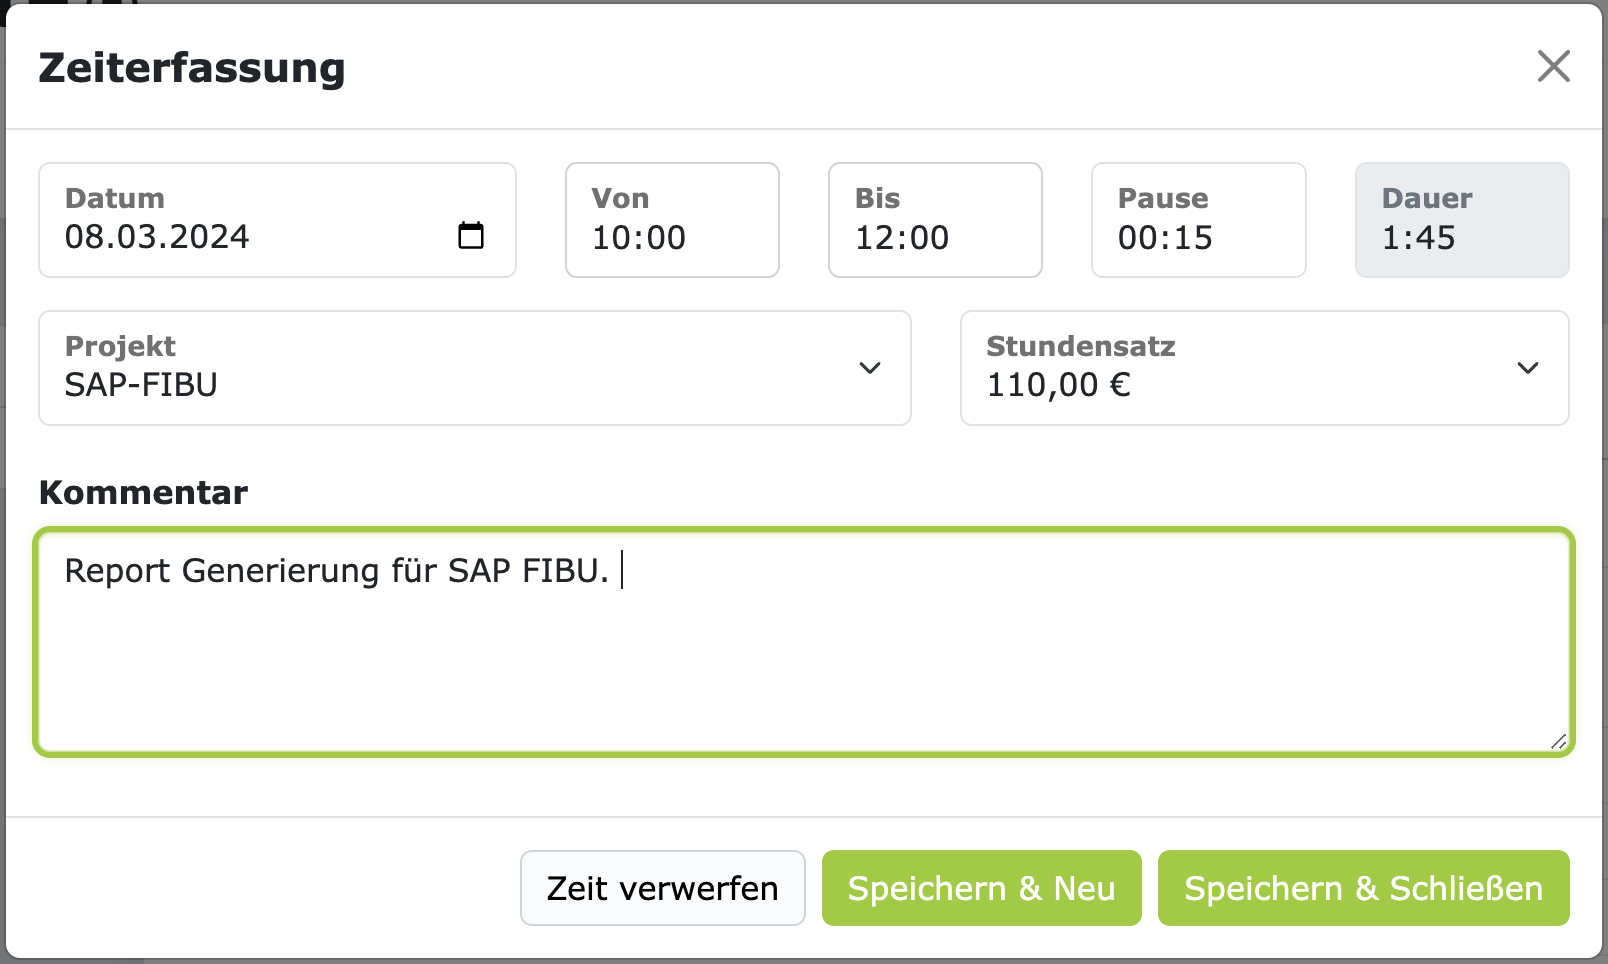 Zeiterfassung
Datum
08.03.2024
Von
10:00
Bis
12:00
Pause
00:15
Dauer
1:45
Projekt
SAP-FIBU
Stundensatz
110,00 €
Kommentar
Report Generierung für SAP FIBU.
Zeit verwerfen
Speichern & Neu
Speichern & Schließen